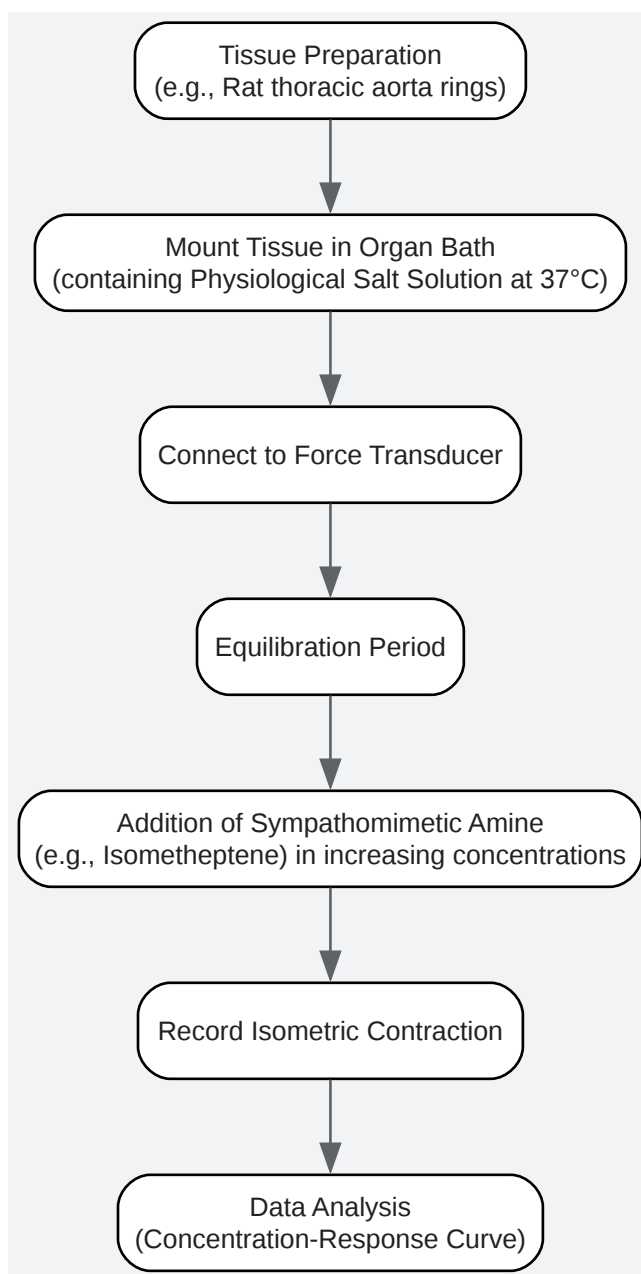 Tissue Preparation
(e.g., Rat thoracic aorta rings)
Mount Tissue in Organ Bath
(containing Physiological Salt Solution at 37°C)
Connect to Force Transducer
Equilibration Period
Addition of Sympathomimetic Amine
(e.g., Isometheptene) in increasing concentrations
Record Isometric Contraction
Data Analysis
(Concentration-Response Curve)